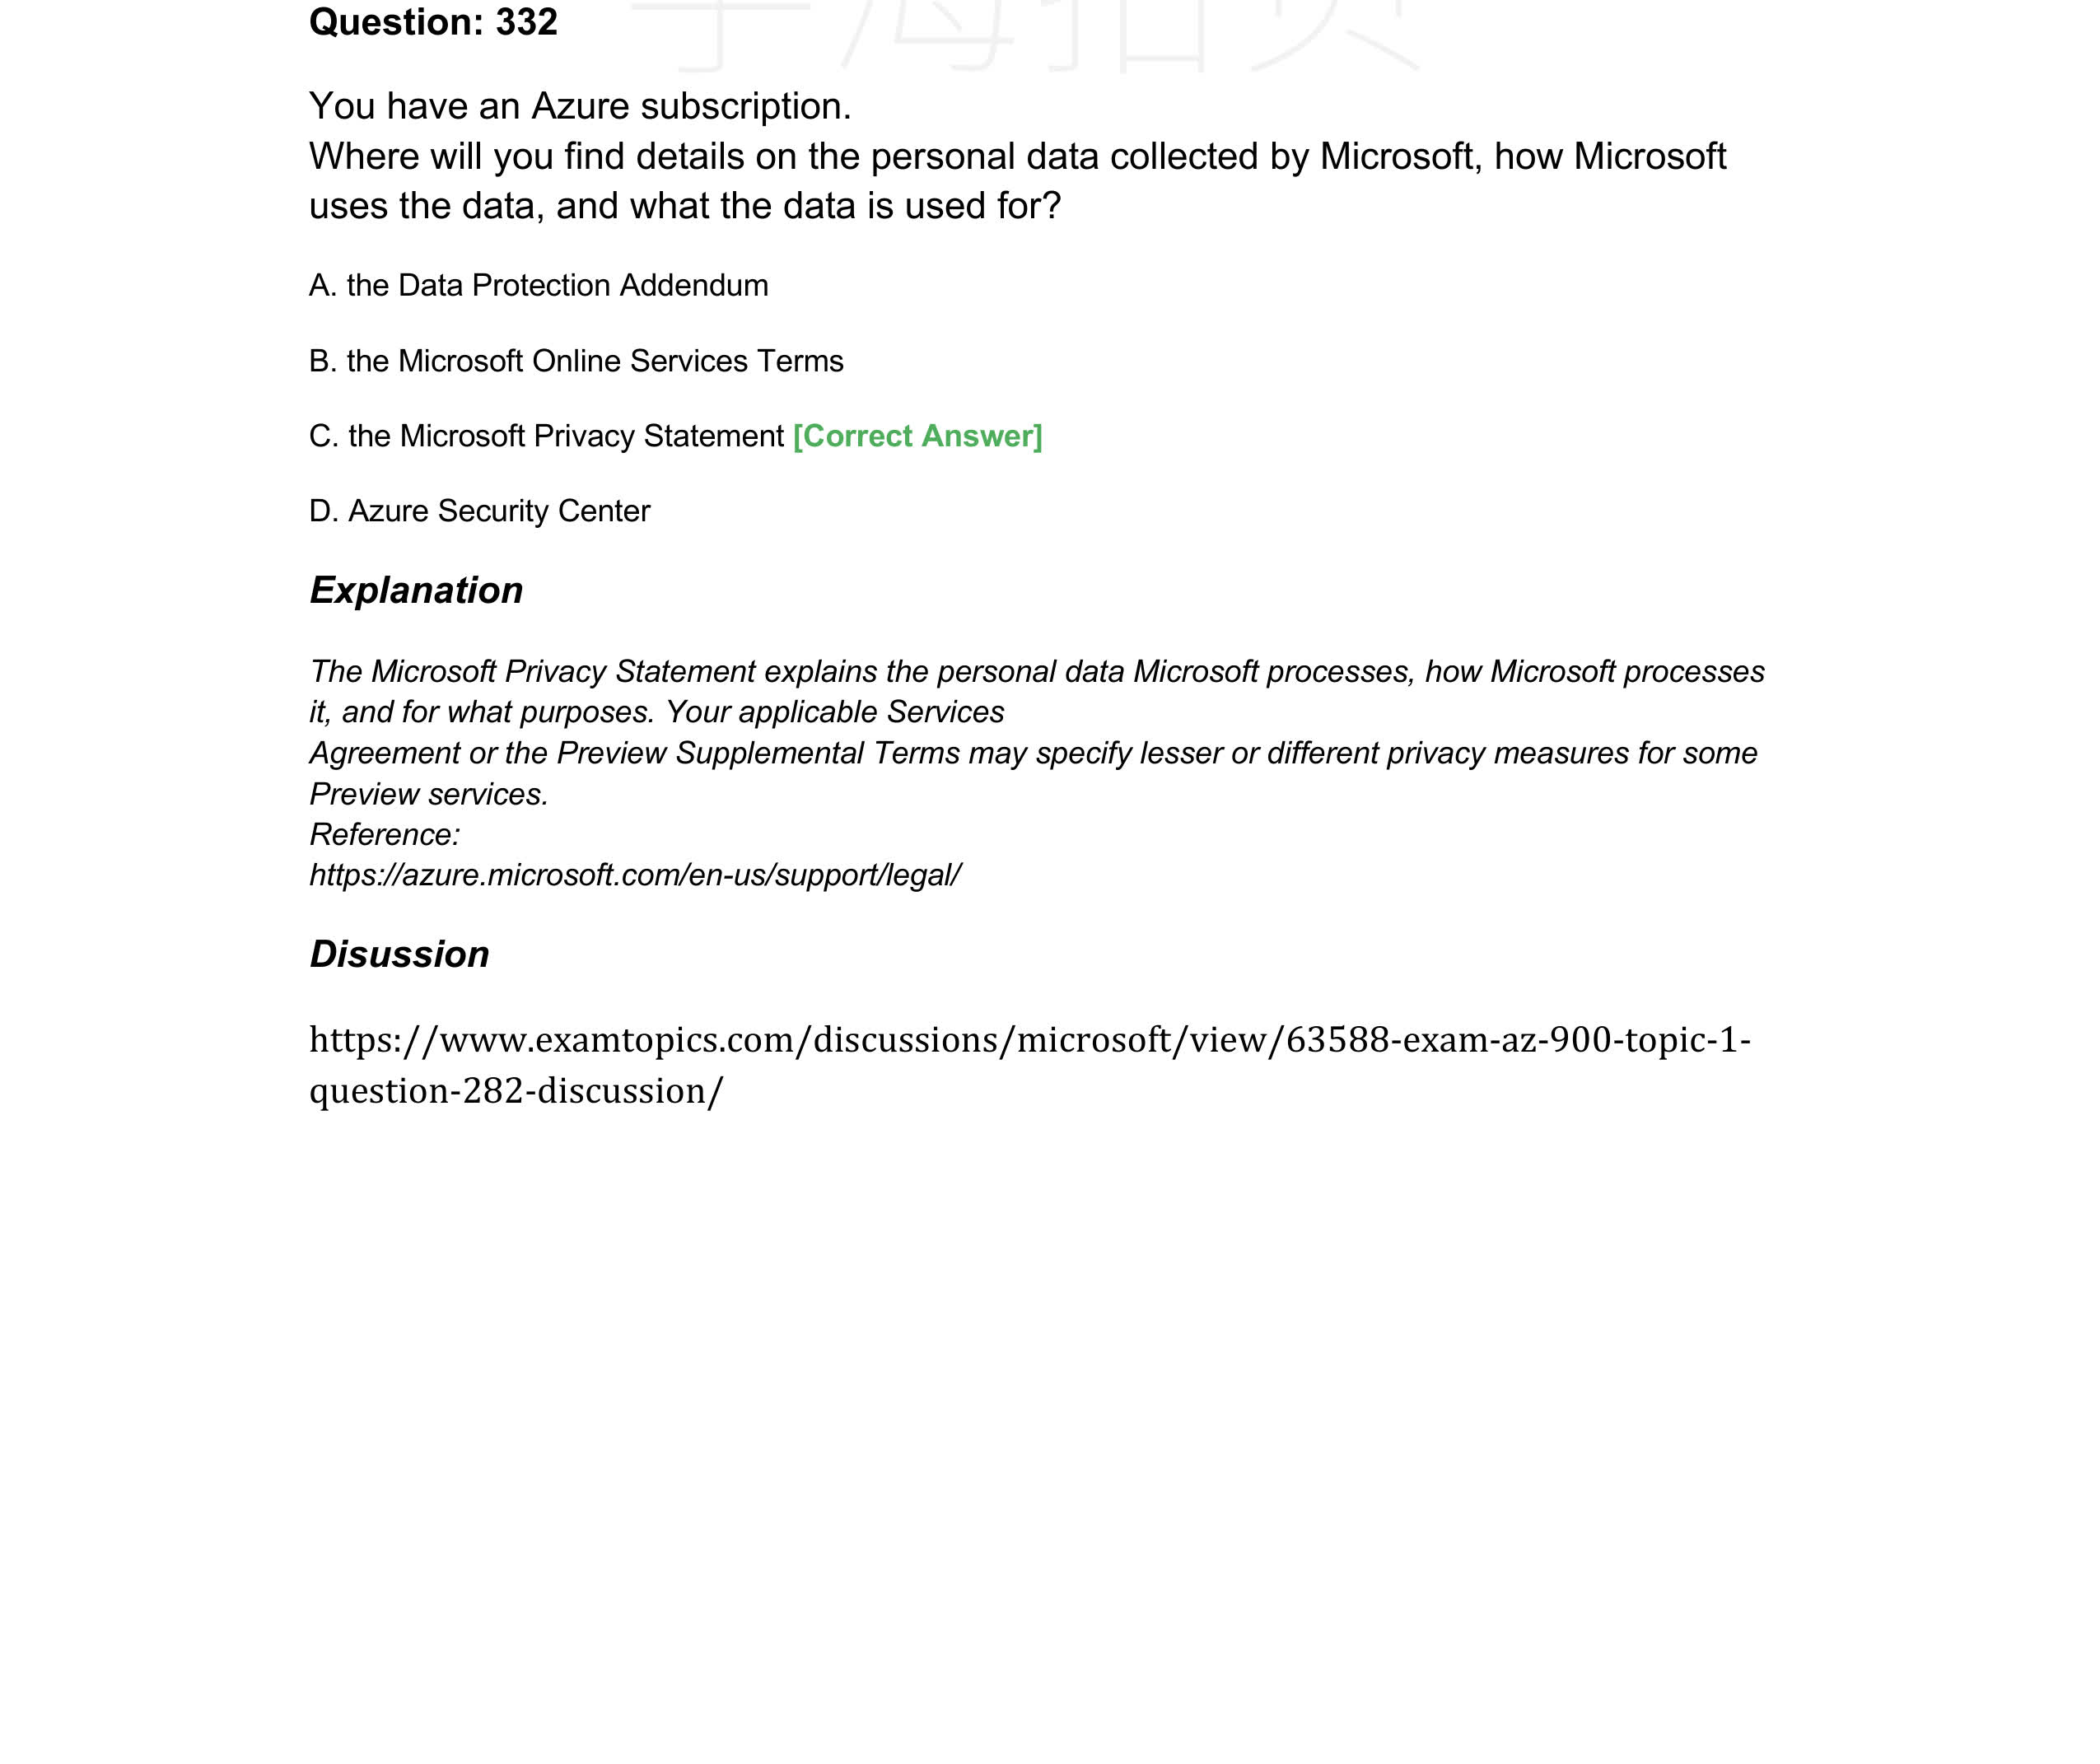 Question: 332
You have an Azure subscription.
Where will you find details on the personal data collected by Microsoft, how Microsoft
uses the data, and what the data is used for?
A. the Data Protection Addendum
B. the Microsoft Online Services Terms
C. the Microsoft Privacy Statement [Correct Answer]
D. Azure Security Center
Explanation
The Microsoft Privacy Statement explains the personal data Microsoft processes, how Microsoft processes
it, and for what purposes. Your applicable Services
Agreement or the Preview Supplemental Terms may specify lesser or different privacy measures for some
Preview services.
Reference:
https://azure.microsoft.com/en-us/support/legal/
Disussion
https://www.examtopics.com/discussions/microsoft/view/63588-exam-az-900-topic-1-
question-282-discussion/